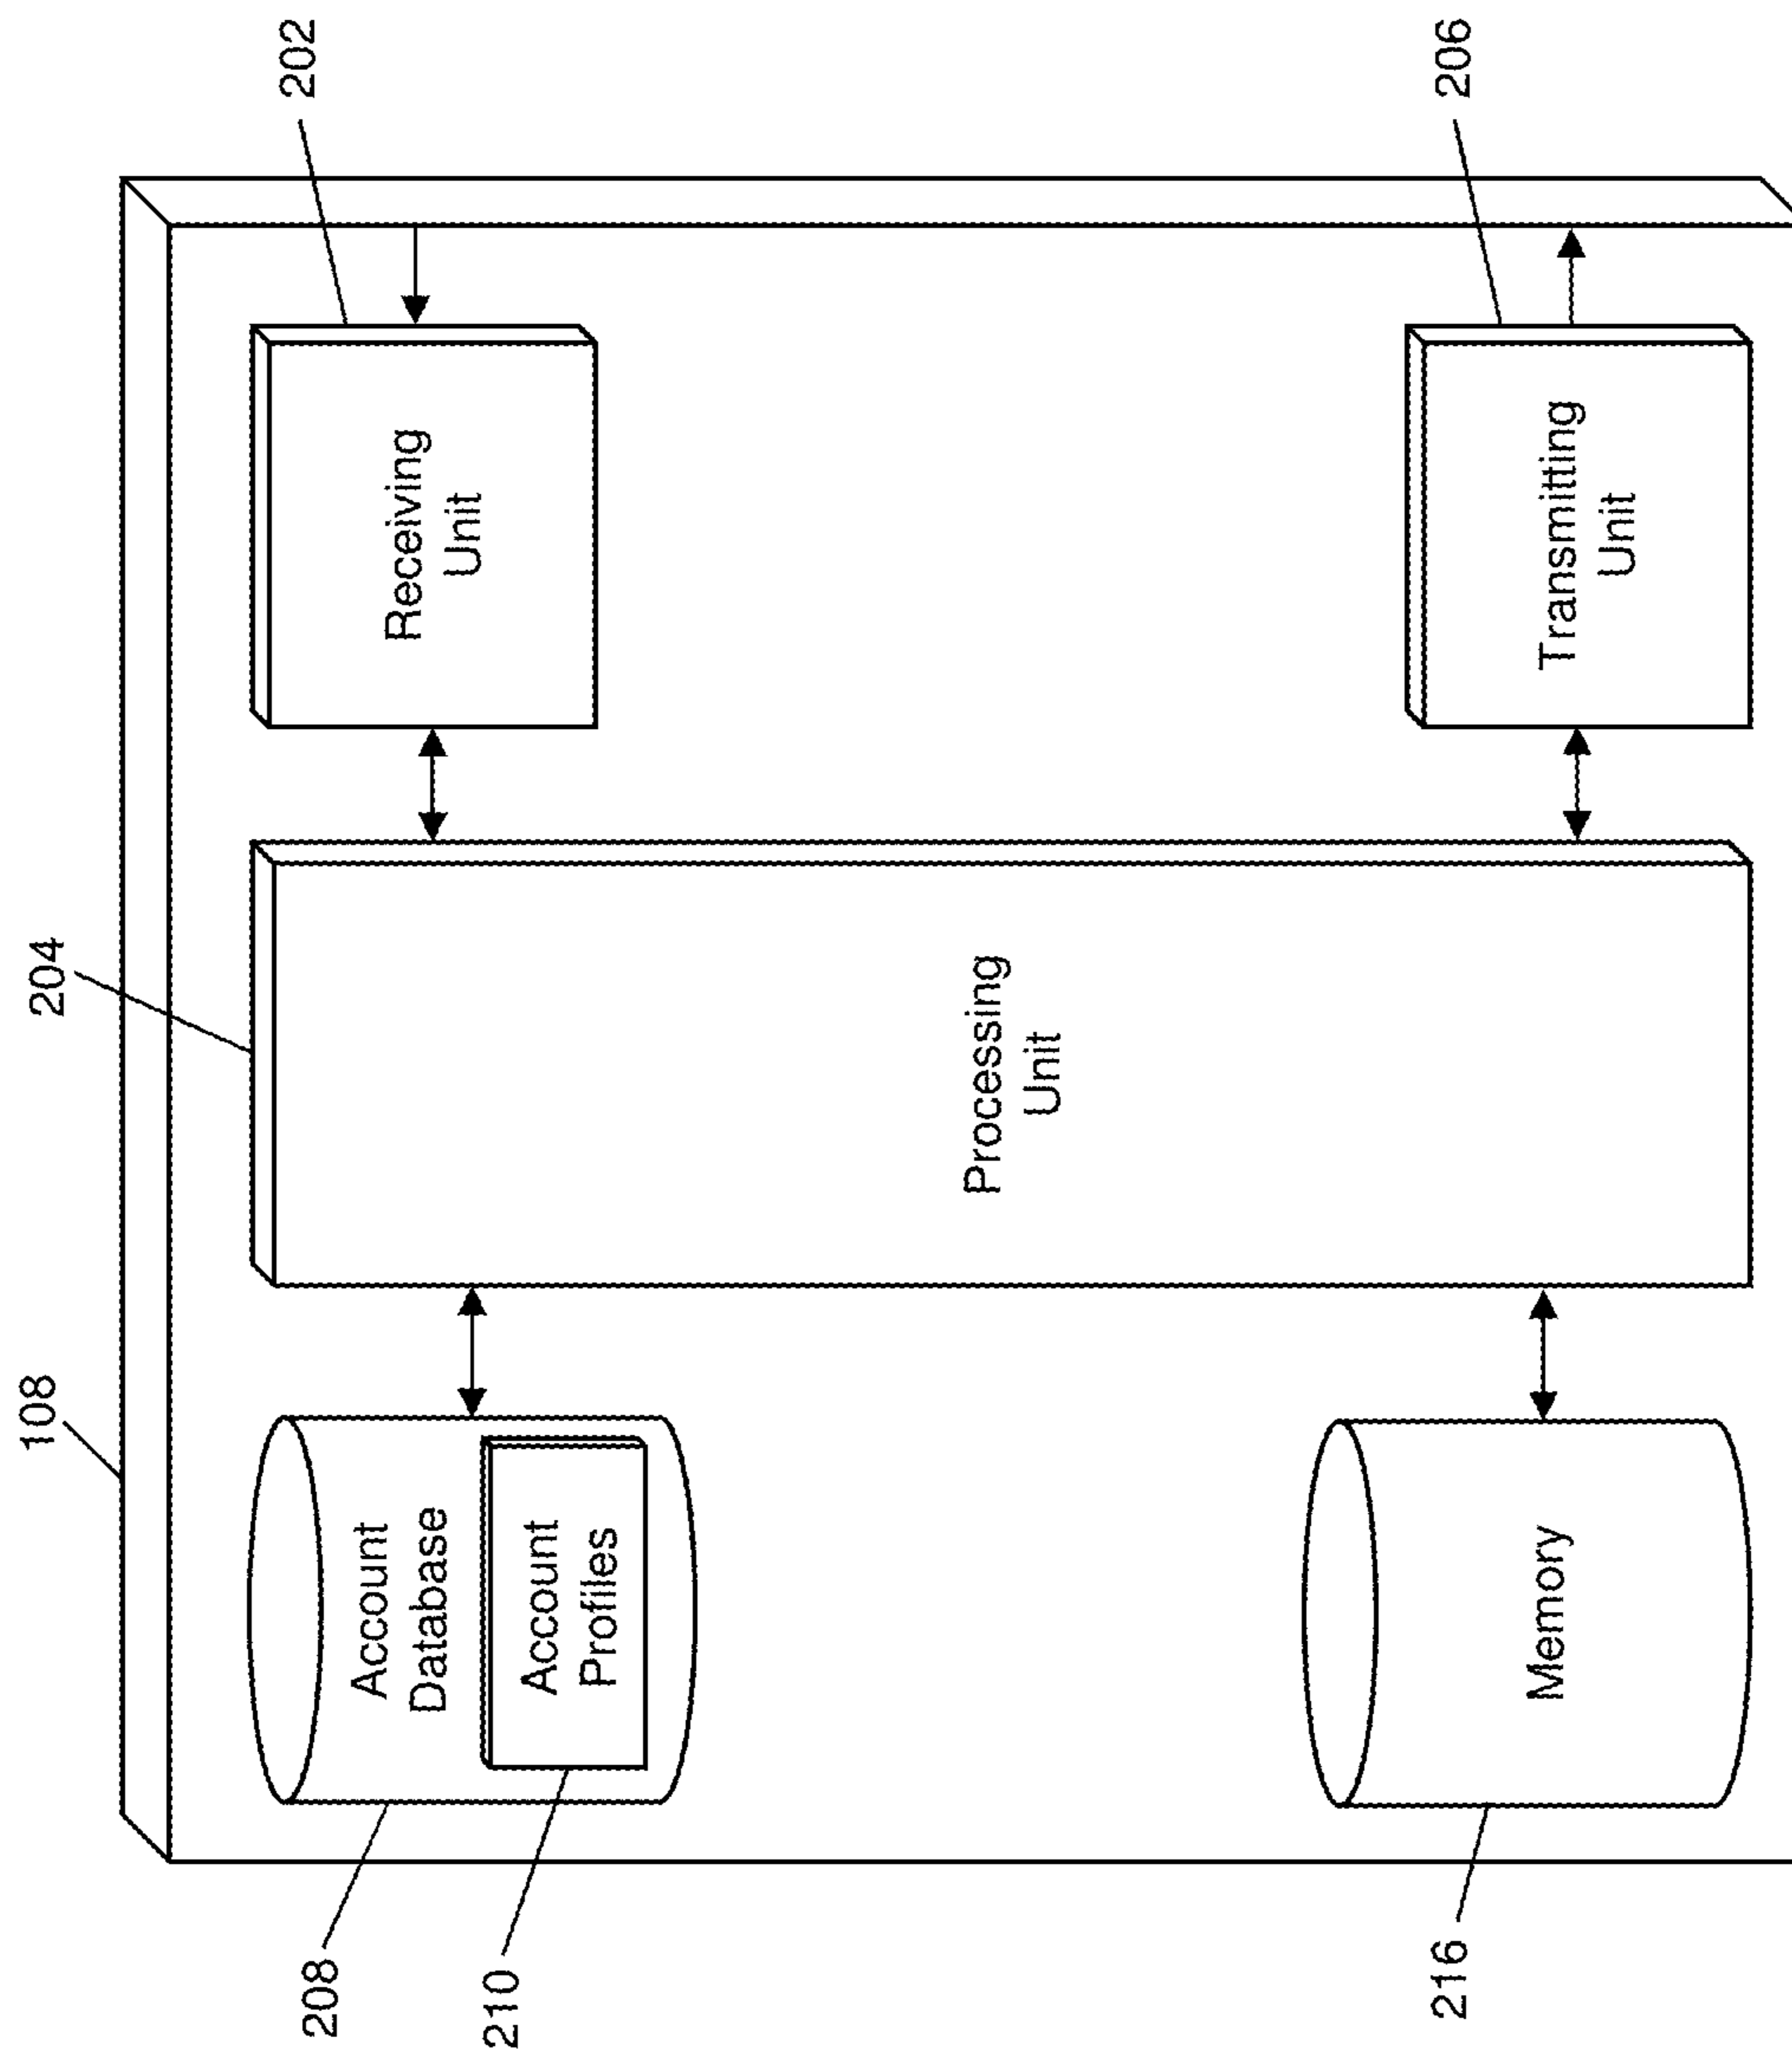 108
204
208
Account
Database
210
Account
Profiles
Processing
Unit
Receiving
Unit
202
216
Memory
Transmitting
Unit
206